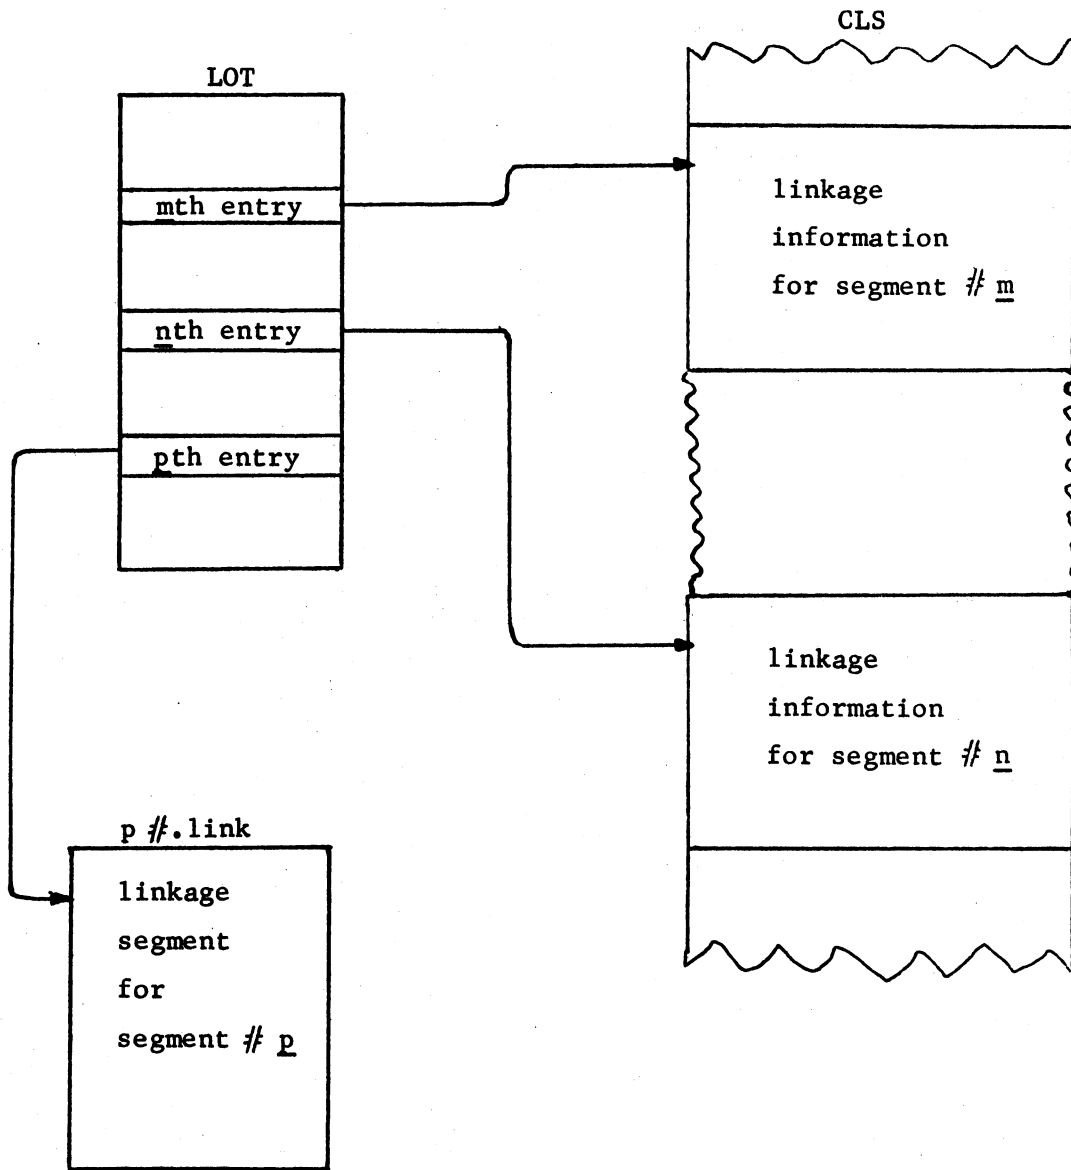 CLS
LOT
mth entry
nth entry
pth entry
linkage
information
for segment # m
linkage
information
for segment # n
p #.link
linkage
segment
for
segment # p